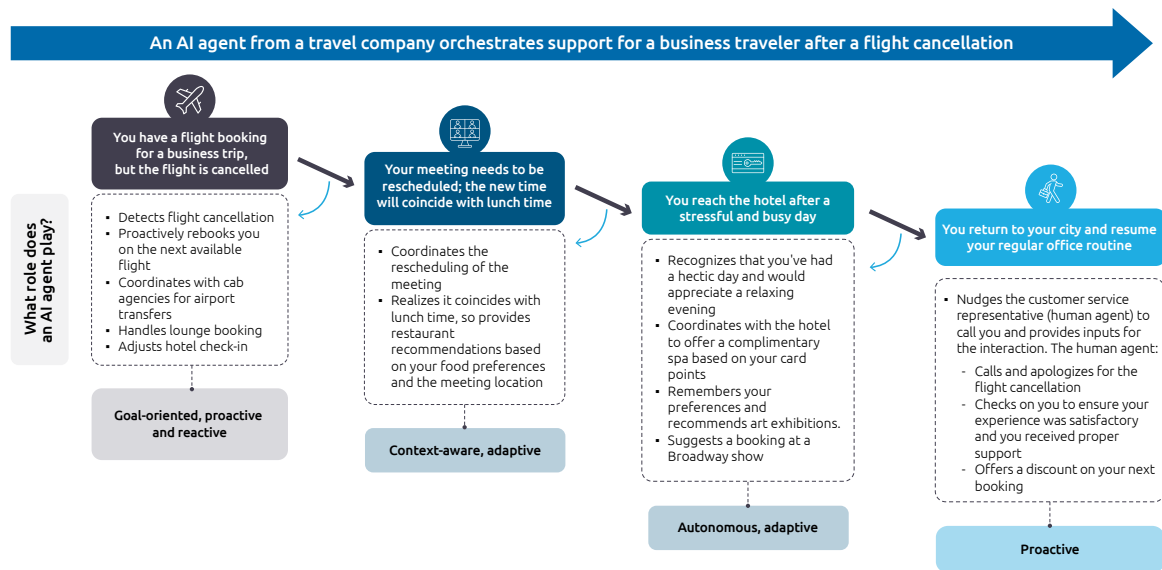 An AI agent from a travel company orchestrates support for a business traveler after a flight cancellation
What role does
an AI agent play?
You have a flight booking
for a business trip,
but the flight is cancelled
▪ Detects flight cancellation
▪ Proactively rebooks you
on the next available
flight
▪ Coordinates with cab
agencies for airport
transfers
▪ Handles lounge booking
▪ Adjusts hotel check-in
Goal-oriented, proactive
and reactive
Your meeting needs to be
rescheduled; the new time
will coincide with lunch time
▪ Coordinates the
rescheduling of the
meeting
▪ Realizes it coincides with
lunch time, so provides
restaurant
recommendations based
on your food preferences
and the meeting location
Context-aware, adaptive
You reach the hotel after a
stressful and busy day
▪ Recognizes that you've had
a hectic day and would
appreciate a relaxing
evening
▪ Coordinates with the hotel
to offer a complimentary
spa based on your card
points
▪ Remembers your
preferences and
recommends art exhibitions.
▪ Suggests a booking at a
Broadway show
Autonomous, adaptive
You return to your city and resume
your regular office routine
▪ Nudges the customer service
representative (human agent) to
call you and provides inputs for
the interaction. The human agent:
- Calls and apologizes for the
flight cancellation
- Checks on you to ensure your
experience was satisfactory
and you received proper
support
- Offers a discount on your next
booking
Proactive